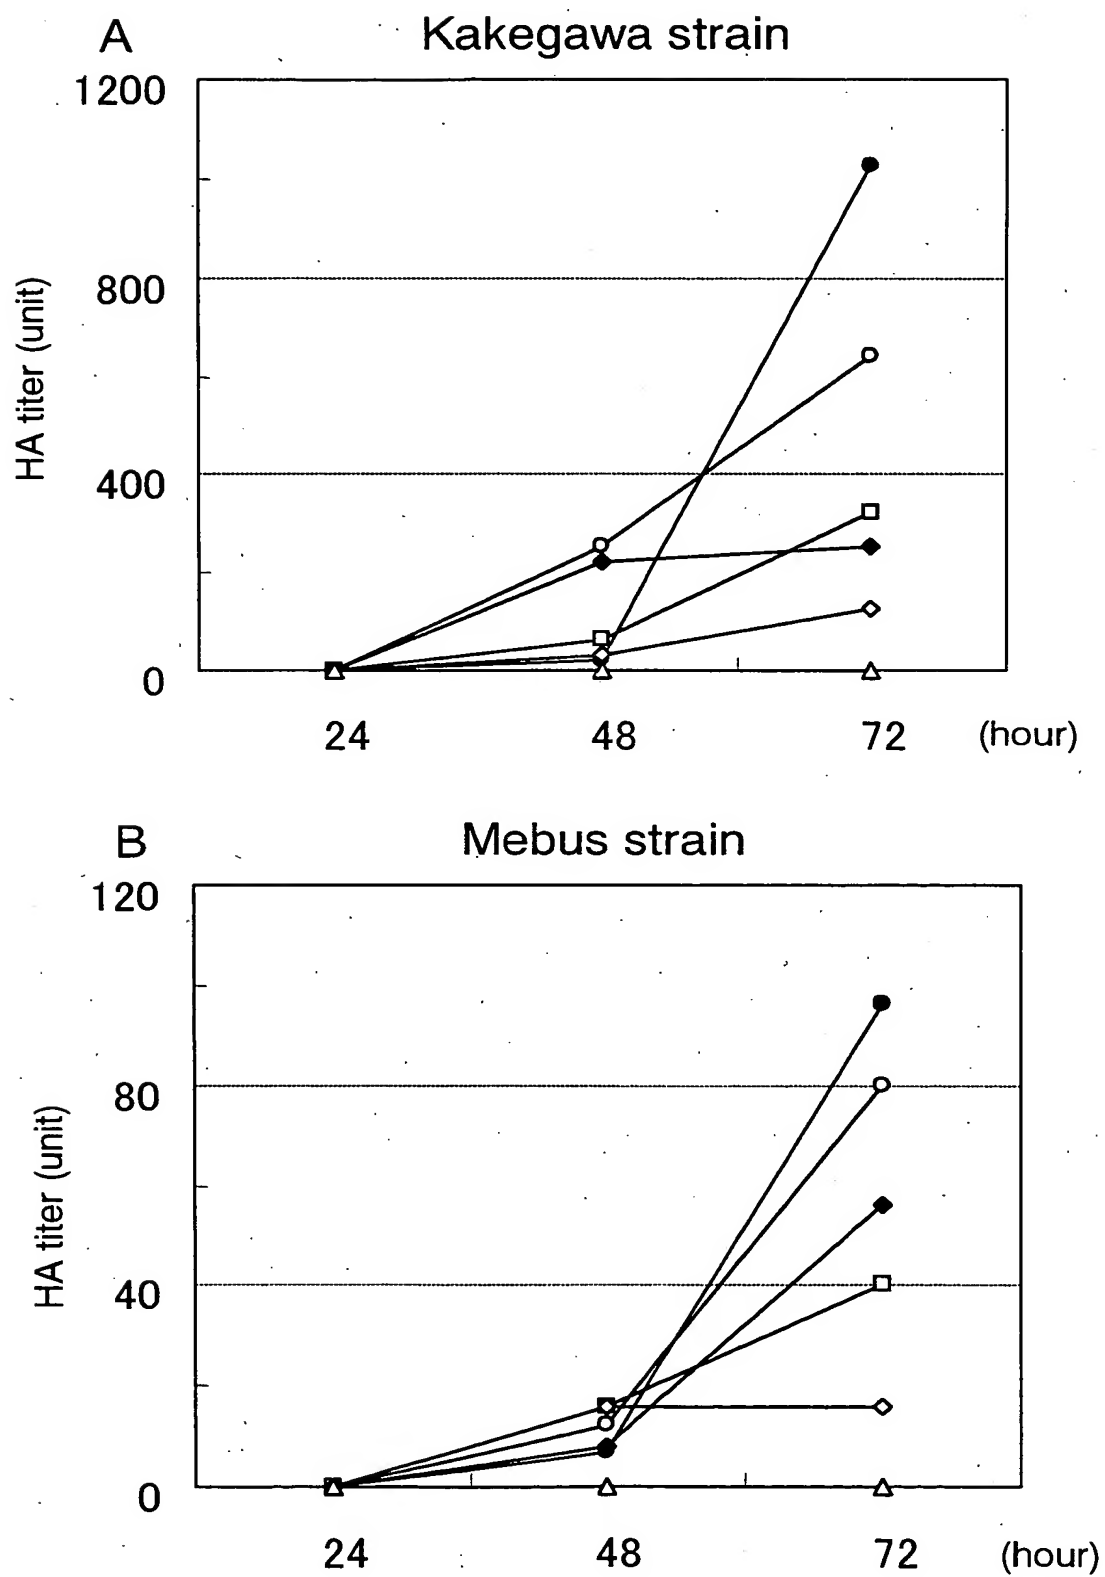 A Kakegawa strain
1200
800
400
0
HA titer (unit)
24 48 72 (hour)
B Mebus strain
120
80
40
0
HA titer (unit)
24 48 72 (hour)